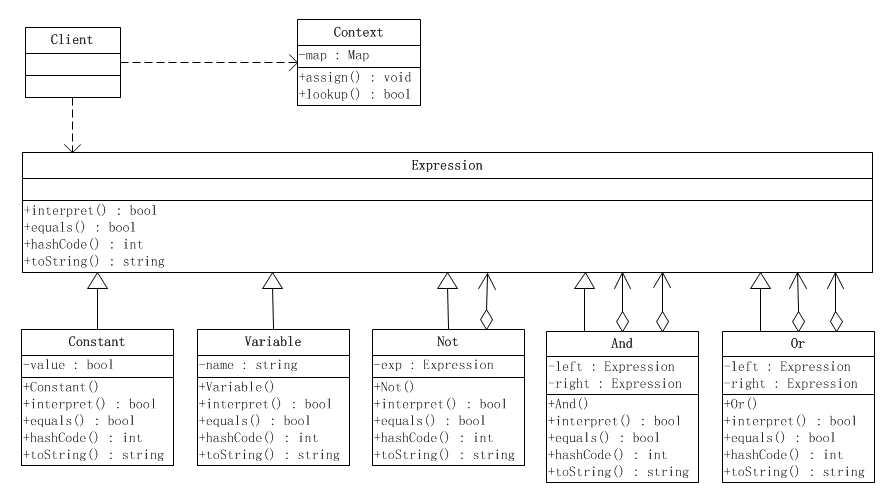 Client
Context
-map : Map
+assign() : void
+lookup() : bool
Expression
+interpret() : bool
+equals() : bool
+hashCode() : int
+toString() : string
Constant
-value : bool
+Constant()
+interpret() : bool
+equals() : bool
+hashCode() : int
+toString() : string
Variable
-name : string
+Variable()
+interpret() : bool
+equals() : bool
+hashCode() : int
+toString() : string
Not
-exp : Expression
+Not()
+interpret() : bool
+equals() : bool
+hashCode() : int
+toString() : string
And
-left : Expression
-right : Expression
+And()
+interpret() : bool
+equals() : bool
+hashCode() : int
+toString() : string
Or
-left : Expression
-right : Expression
+Or()
+interpret() : bool
+equals() : bool
+hashCode() : int
+toString() : string